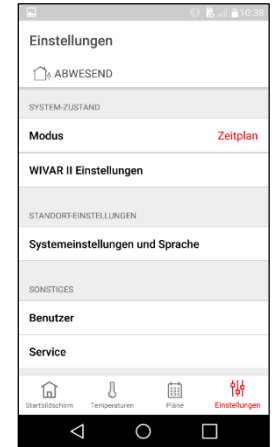 10:38
Einstellungen
ABWESEND
SYSTEM-ZUSTAND
Modus Zeitplan
WIVAR II Einstellungen
STANDORT-EINSTELLUNGEN
Systemeinstellungen und Sprache
SONSTIGES
Benutzer
Service
Startbildschirm Temperaturen Pläne Einstellungen